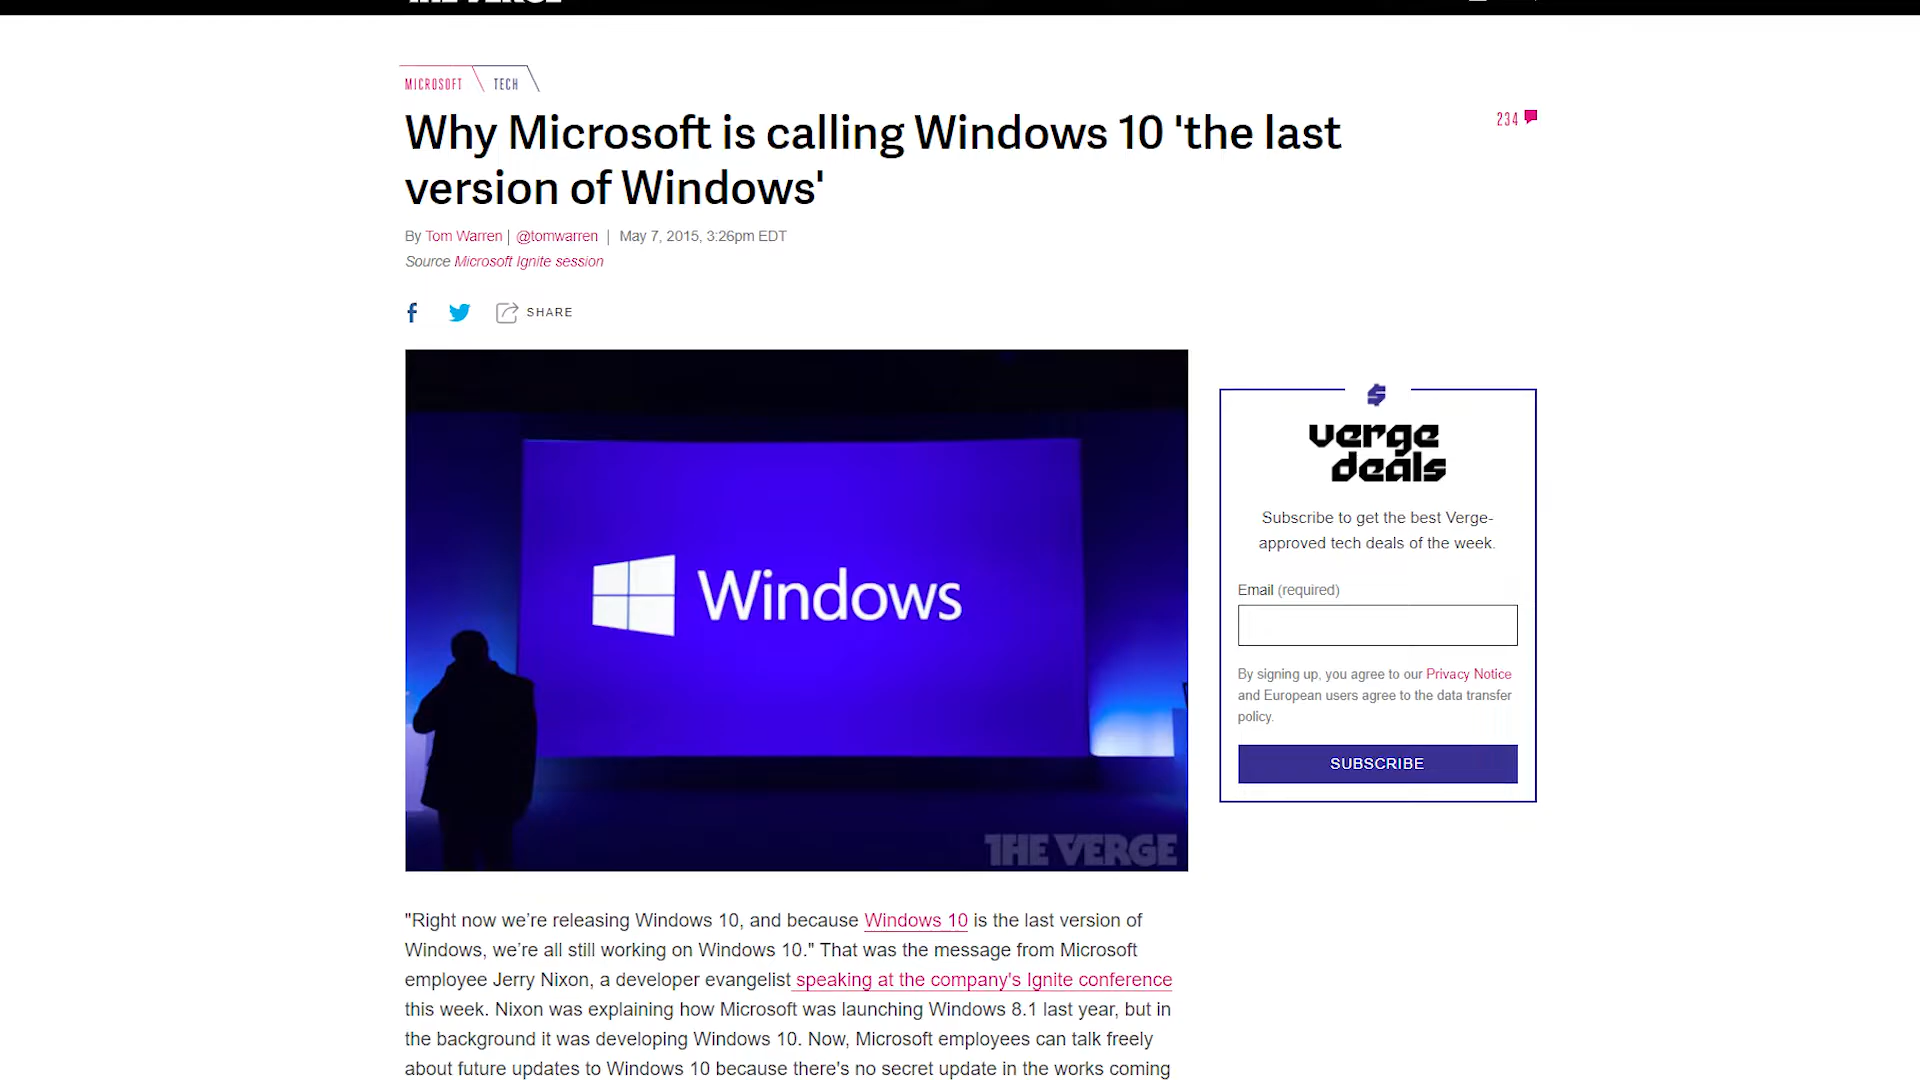 THE VERGE
MICROSOFT
TECH
Why Microsoft is calling Windows 10 'the last
version of Windows'
234
By Tom Warren | @tomwarren | May 7, 2015, 3:26pm EDT
Source Microsoft Ignite session
SHARE
Windows
THE VERGE
verge
deals
Subscribe to get the best Verge-
approved tech deals of the week.
Email (required)
By signing up, you agree to our Privacy Notice
and European users agree to the data transfer
policy.
SUBSCRIBE
"Right now we’re releasing Windows 10, and because Windows 10 is the last version of
Windows, we’re all still working on Windows 10." That was the message from Microsoft
employee Jerry Nixon, a developer evangelist speaking at the company's Ignite conference
this week. Nixon was explaining how Microsoft was launching Windows 8.1 last year, but in
the background it was developing Windows 10. Now, Microsoft employees can talk freely
about future updates to Windows 10 because there's no secret update in the works coming